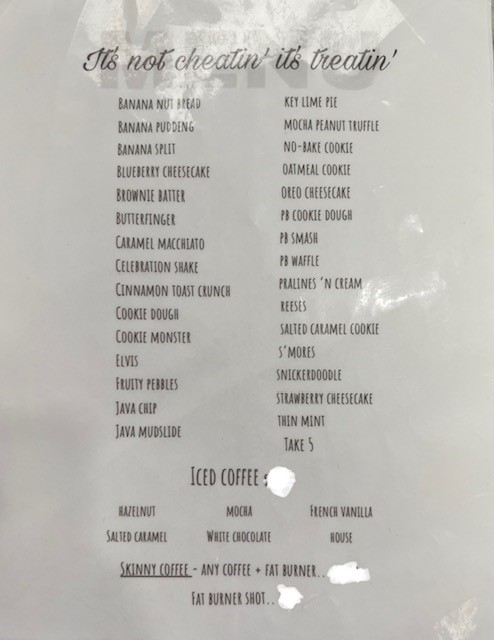 It's not cheatin' it's treatin'
MENU
Banana Nut Bread
Banana Pudding
Banana Split
Blueberry Cheesecake
Brownie Batter
Butterfinger
Caramel Macchiato
Celebration Shake
Cinnamon Toast Crunch
Cookie Dough
Cookie Monster
Elvis
Fruity Pebbles
Java Chip
Java Mudslide
Key Lime Pie
Mocha Peanut Truffle
No-Bake Cookie
Oatmeal Cookie
Oreo Cheesecake
PB Cookie Dough
PB Smash
PB Waffle
Pralines 'n Cream
Reeses
Salted Caramel Cookie
S'mores
Snickerdoodle
Strawberry Cheesecake
Thin Mint
Take 5
Iced Coffee
Hazelnut Mocha French Vanilla
Salted Caramel White Chocolate House
Skinny Coffee - Any Coffee + Fat Burner..
Fat Burner Shot..